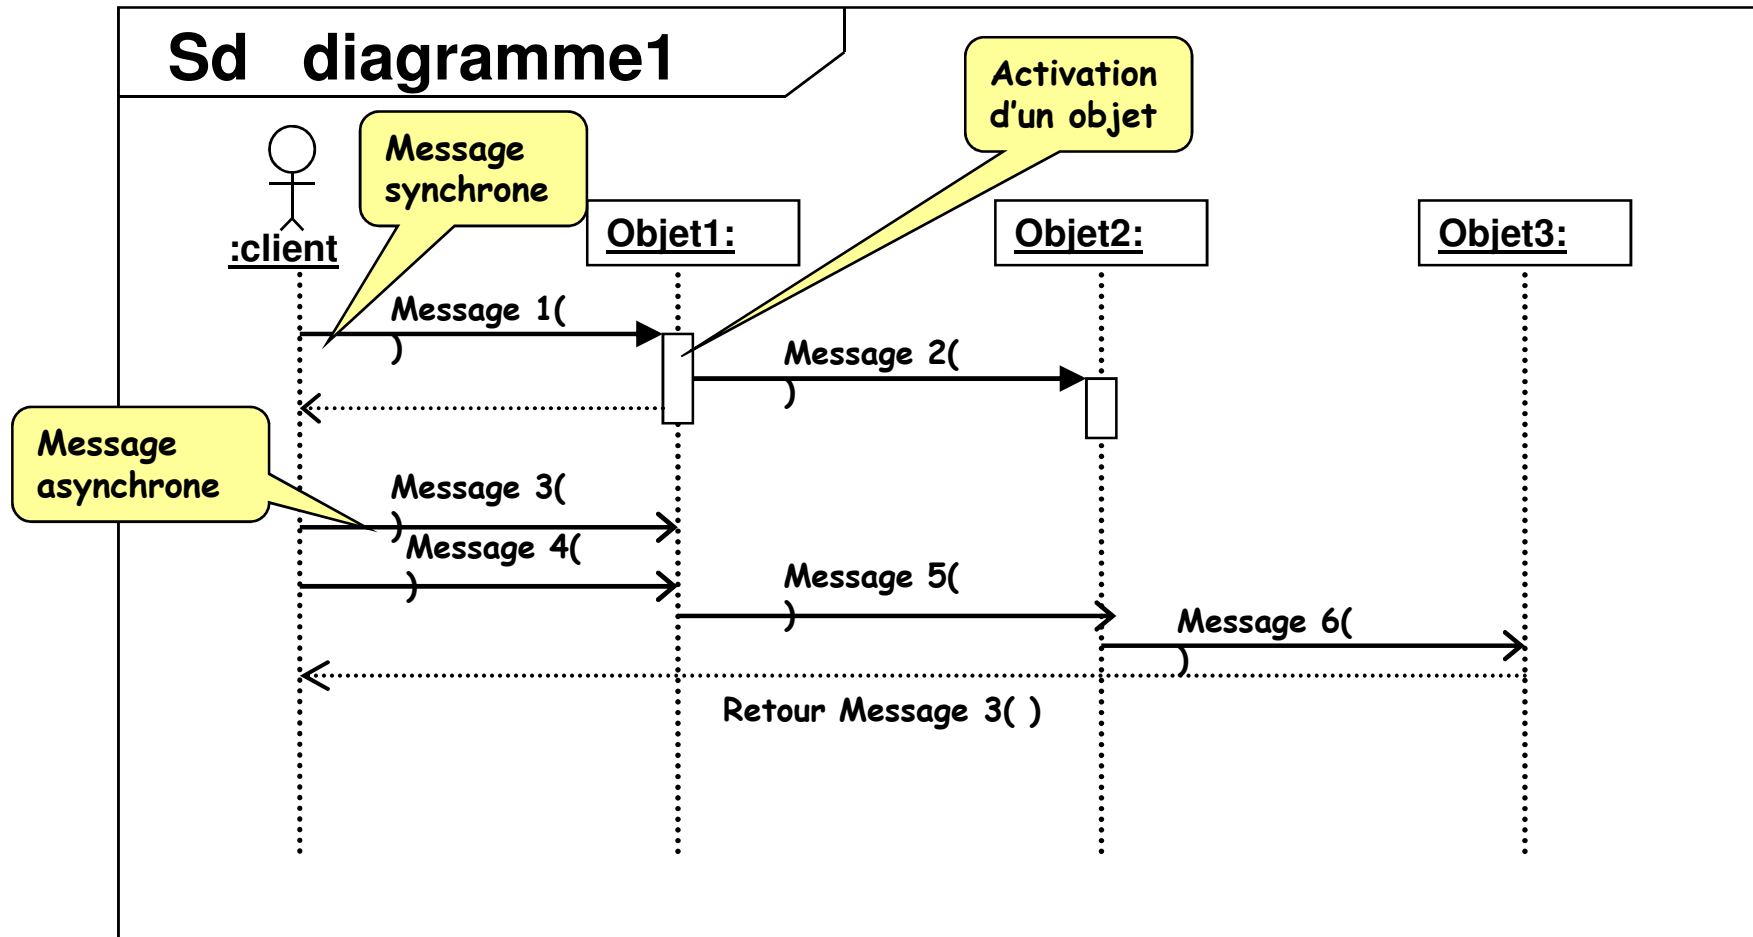 Sd diagramme1
Activation
d'un objet
Message
synchrone
:client
Objet1:
Objet2:
Objet3:
Message 1(
)
Message 2(
)
Message
asynchrone
Message 3(
)
Message 4(
)
Message 5(
)
Message 6(
)
Retour Message 3( )